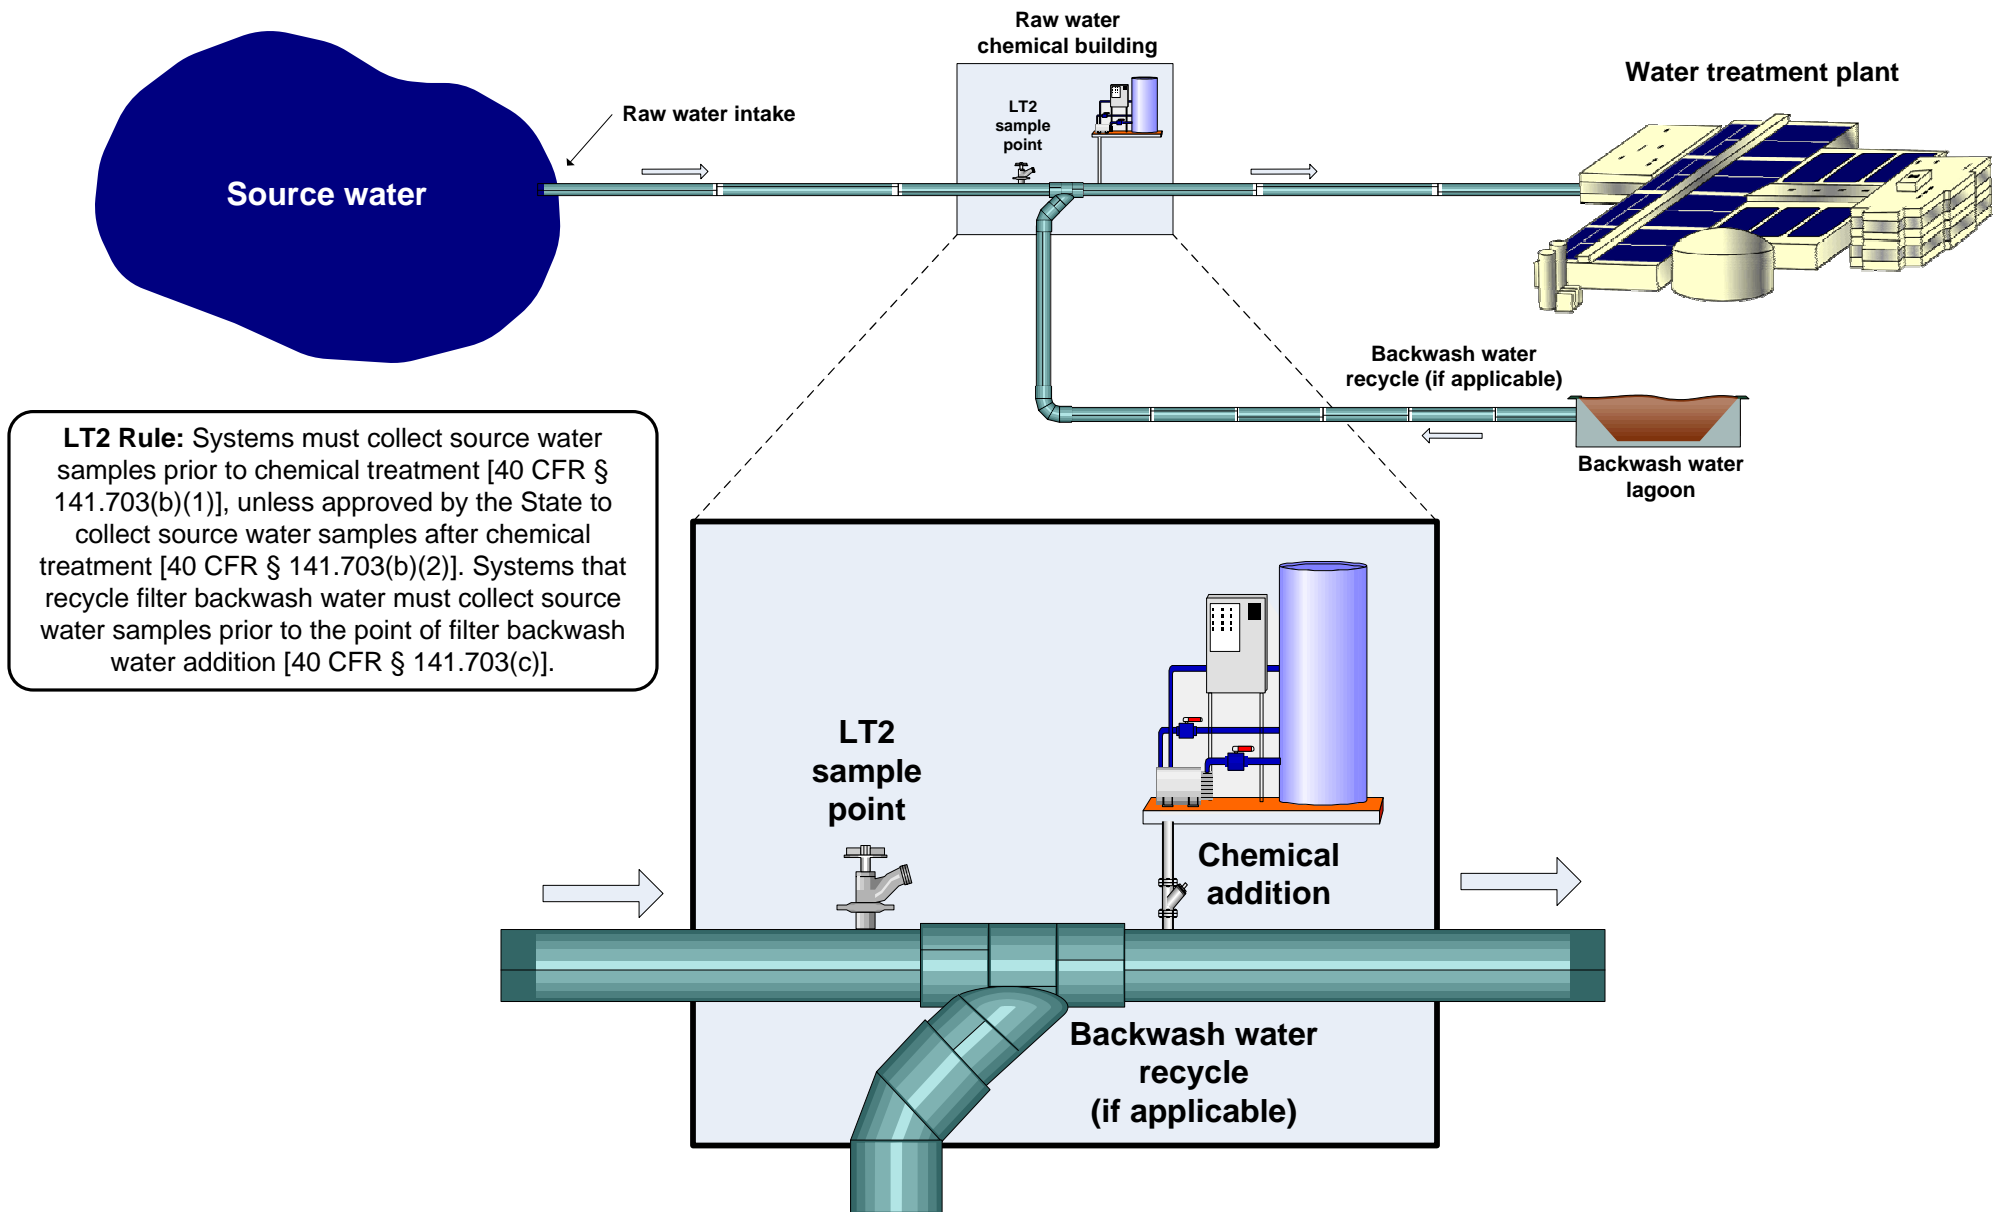 Raw water
chemical building
Water treatment plant
Raw water intake
LT2
sample
point
Source water
Backwash water
recycle (if applicable)
Backwash water
lagoon
LT2 Rule: Systems must collect source water
samples prior to chemical treatment [40 CFR §
141.703(b)(1)], unless approved by the State to
collect source water samples after chemical
treatment [40 CFR § 141.703(b)(2)]. Systems that
recycle filter backwash water must collect source
water samples prior to the point of filter backwash
water addition [40 CFR § 141.703(c)].
LT2
sample
point
Chemical
addition
Backwash water
recycle
(if applicable)